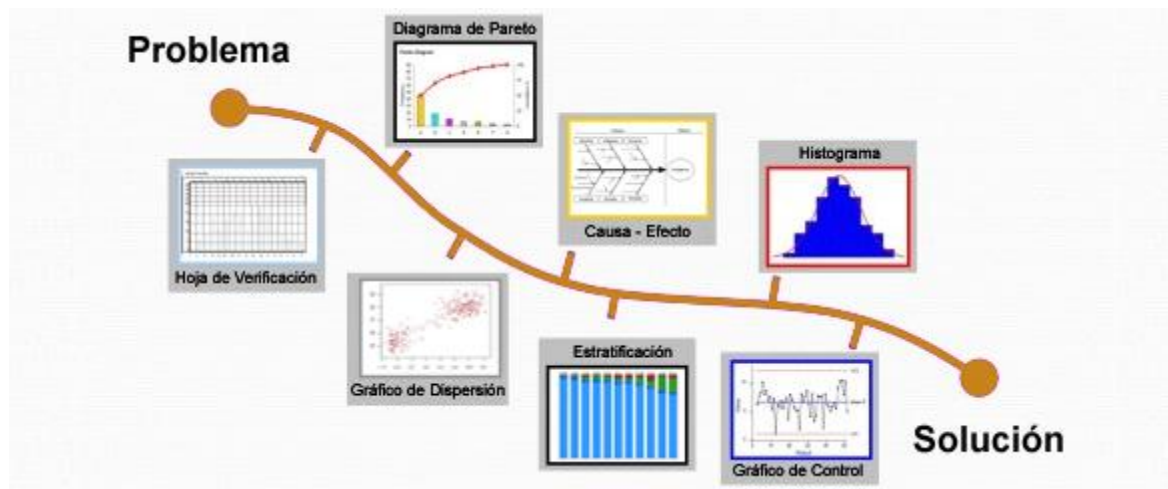 Problema
Diagrama de Pareto
Hoja de Verificación
Gráfico de Dispersión
Causa - Efecto
Estratificación
Histograma
Gráfico de Control
Solución